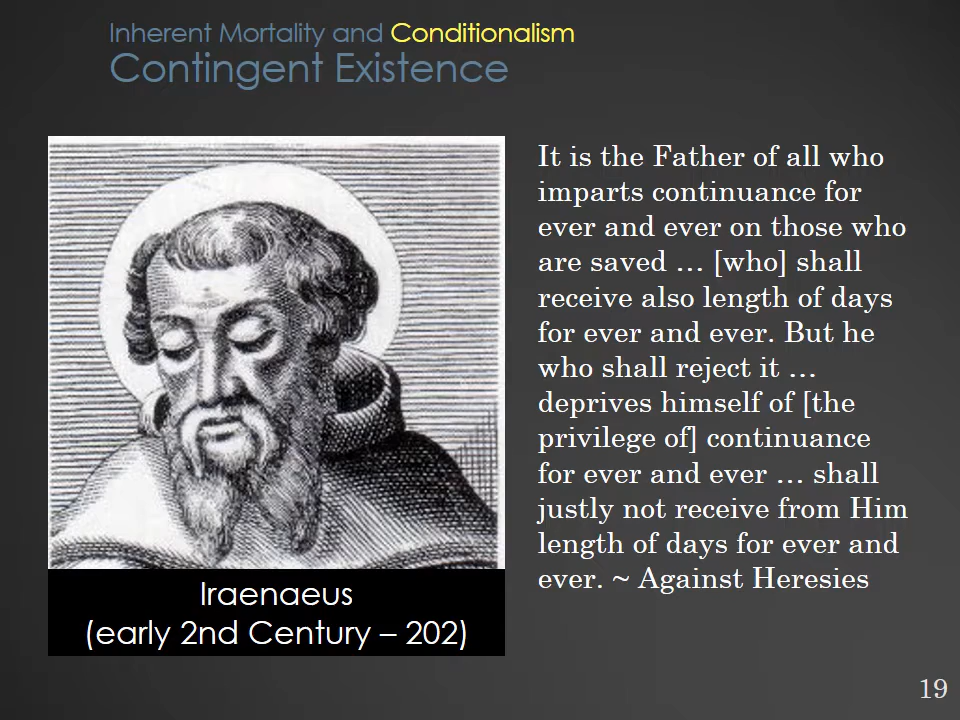 Inherent Mortality and Conditionalism
Contingent Existence
It is the Father of all who
imparts continuance for
ever and ever on those who
are saved … [who] shall
receive also length of days
for ever and ever. But he
who shall reject it …
deprives himself of [the
privilege of] continuance
for ever and ever … shall
justly not receive from Him
length of days for ever and
ever. ~ Against Heresies
Iraenaeus
(early 2nd Century – 202)
19